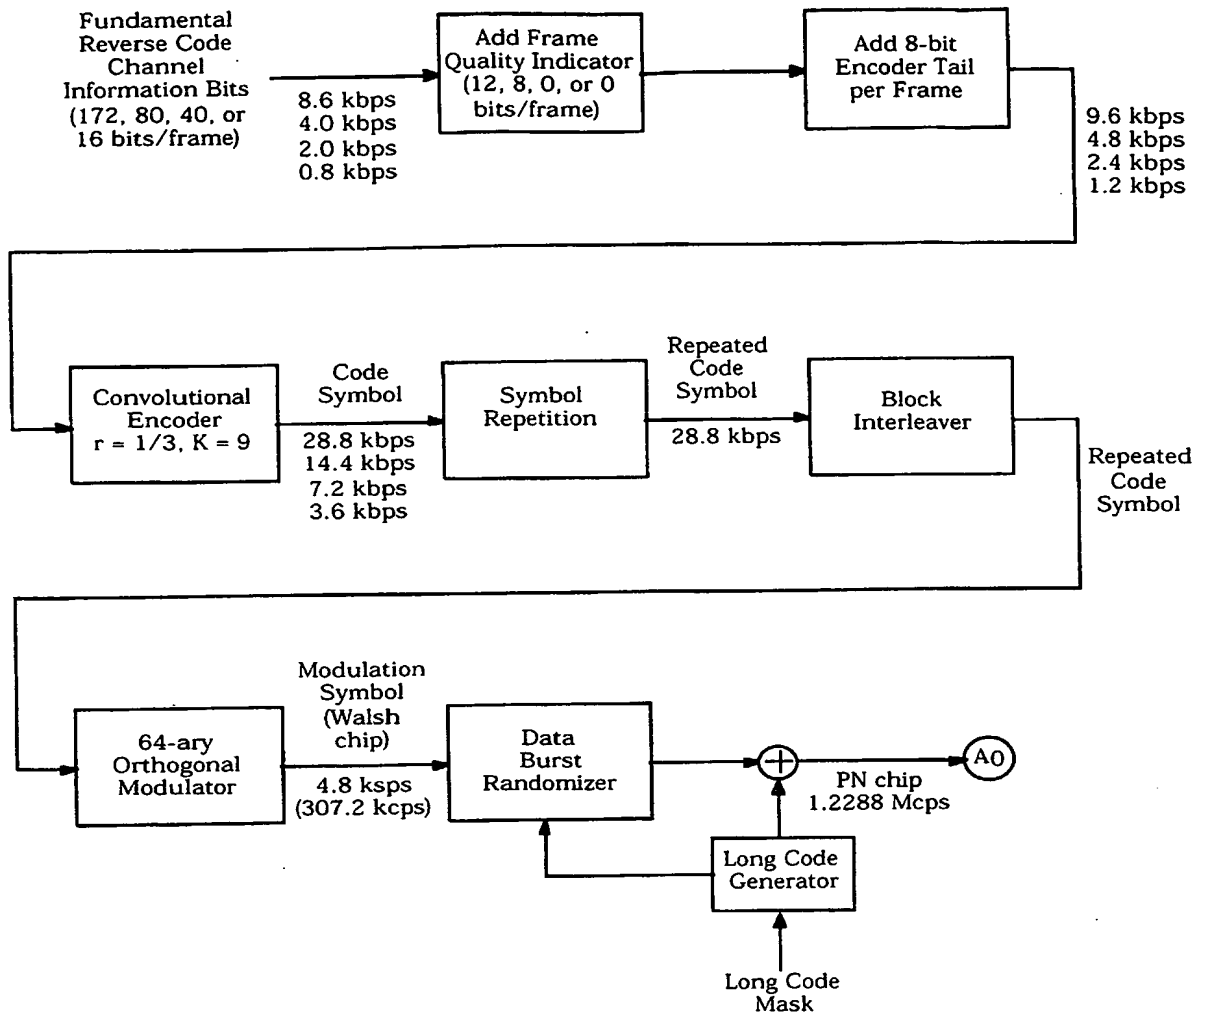 Fundamental
Reverse Code
Channel
Information Bits
(172, 80, 40, or
16 bits/frame)
8.6 kbps
4.0 kbps
2.0 kbps
0.8 kbps
Add Frame
Quality Indicator
(12, 8, 0, or 0
bits/frame)
Add 8-bit
Encoder Tail
per Frame
9.6 kbps
4.8 kbps
2.4 kbps
1.2 kbps
Convolutional
Encoder
r = 1/3, K = 9
Code
Symbol
28.8 kbps
14.4 kbps
7.2 kbps
3.6 kbps
Symbol
Repetition
Repeated
Code
Symbol
28.8 kbps
Block
Interleaver
Repeated
Code
Symbol
64-ary
Orthogonal
Modulator
Modulation
Symbol
(Walsh
chip)
4.8 ksps
(307.2 kcps)
Data
Burst
Randomizer
PN chip
1.2288 Mcps
A0
Long Code
Generator
Long Code
Mask